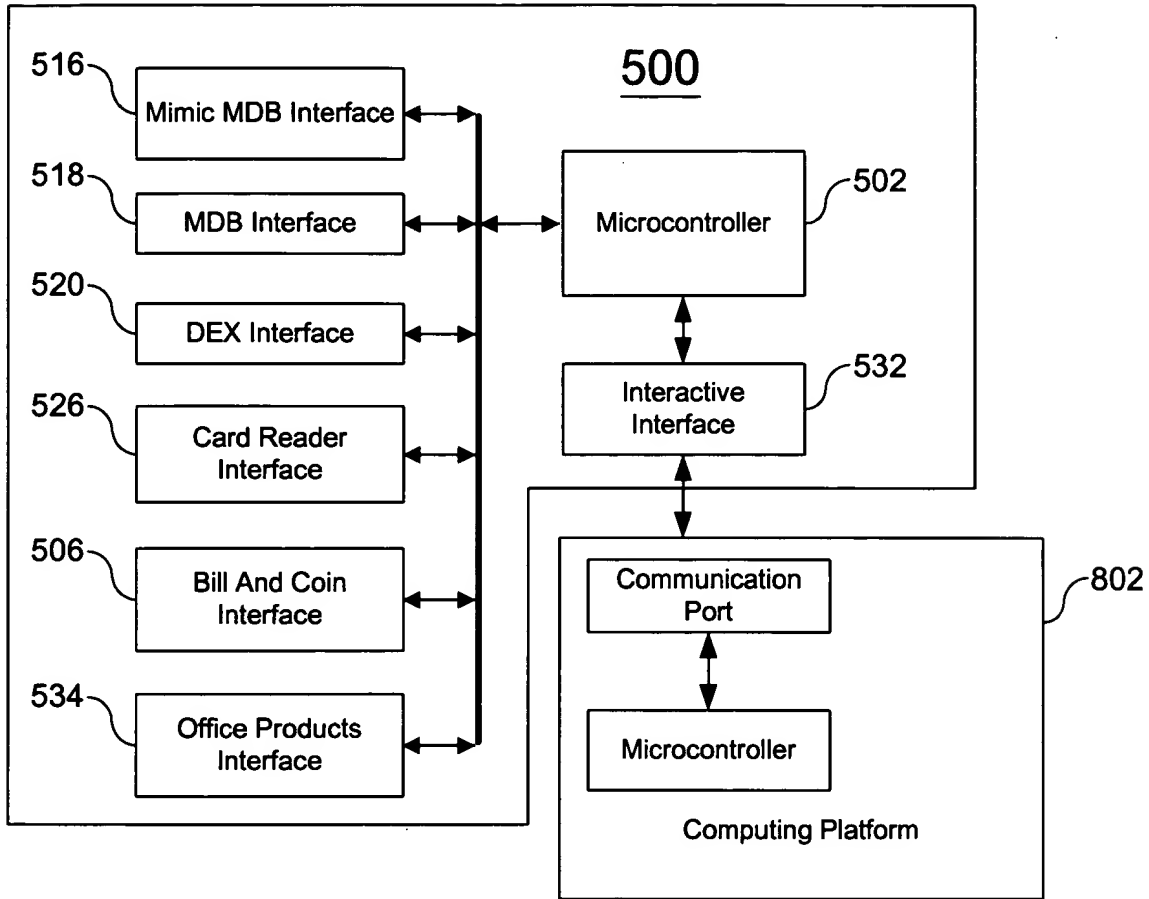 500
516
Mimic MDB Interface
518
MDB Interface
520
DEX Interface
526
Card Reader
Interface
506
Bill And Coin
Interface
534
Office Products
Interface
Microcontroller
502
Interactive
Interface
532
Communication
Port
Microcontroller
Computing Platform
802